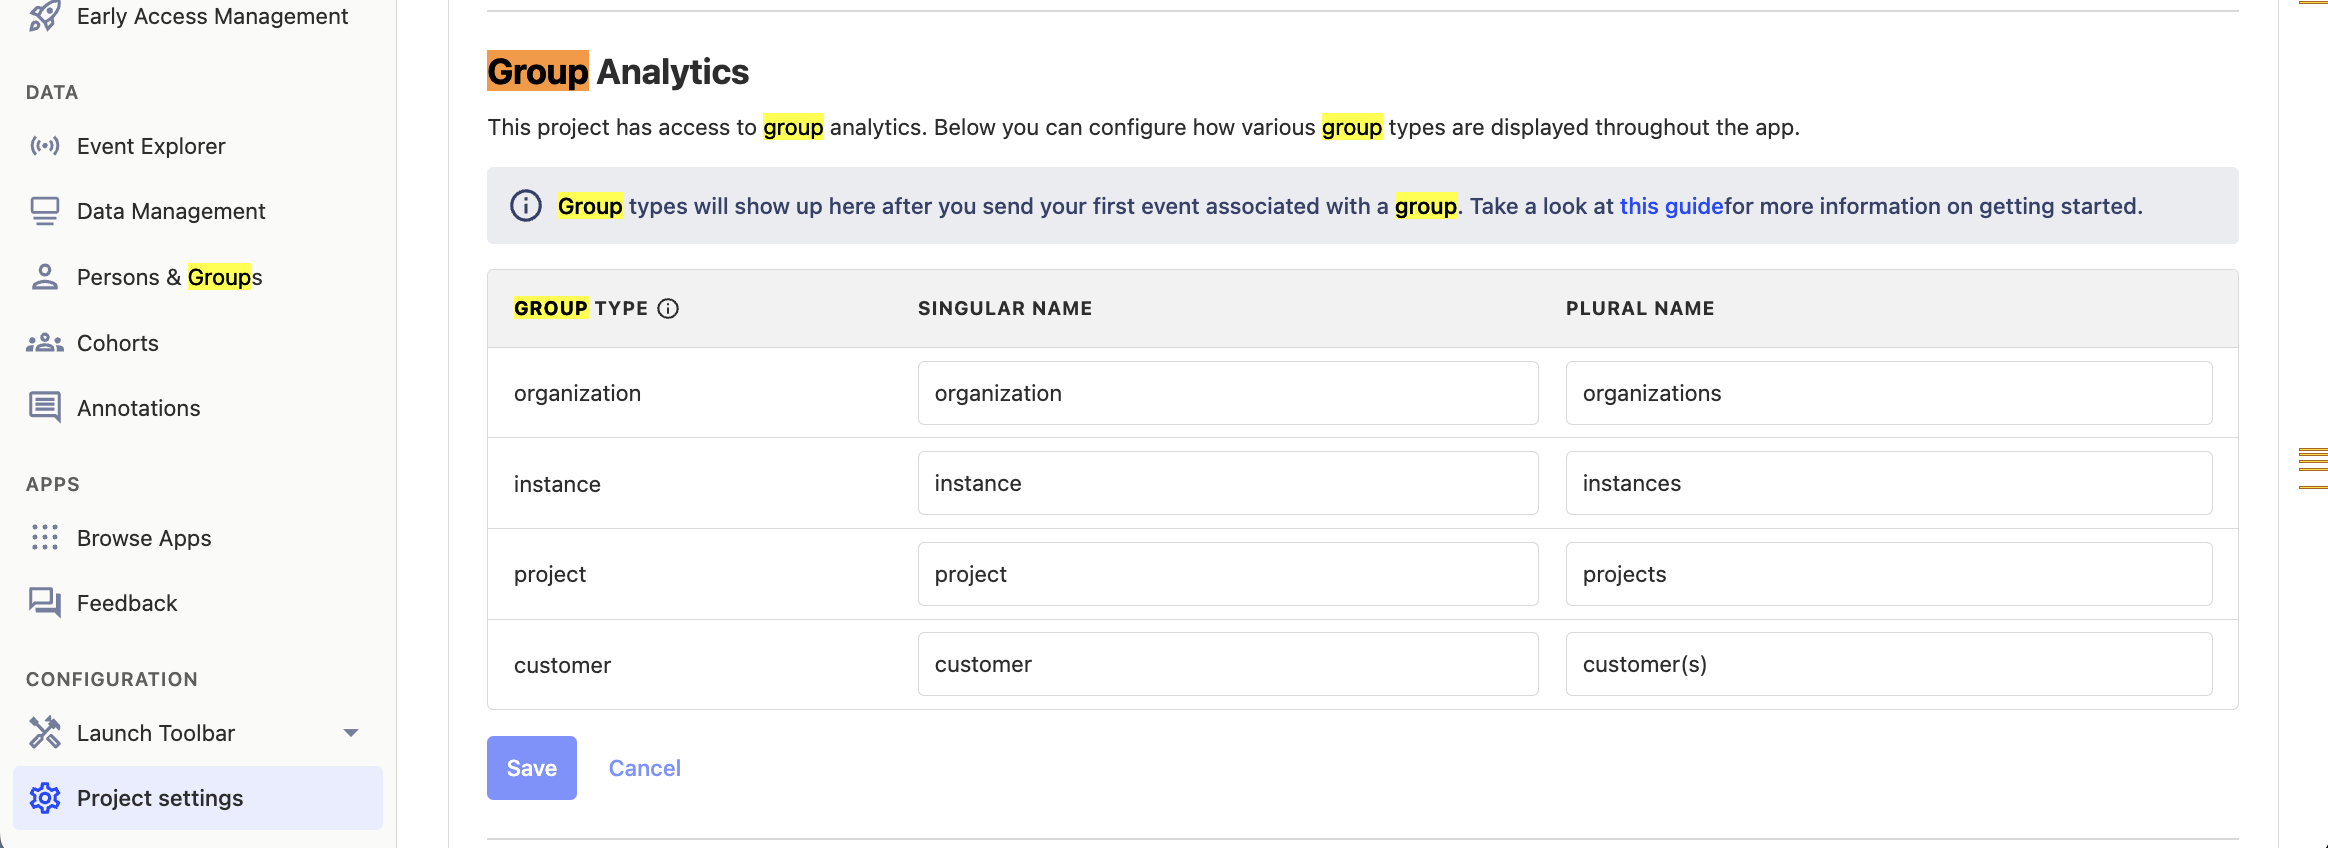 Early Access Management
DATA
Event Explorer
Data Management
Persons & Groups
Cohorts
Annotations
APPS
Browse Apps
Feedback
CONFIGURATION
Launch Toolbar
Project settings
Group Analytics
This project has access to group analytics. Below you can configure how various group types are displayed throughout the app.
Group types will show up here after you send your first event associated with a group. Take a look at this guidefor more information on getting started.
GROUP TYPE SINGULAR NAME PLURAL NAME
organization organization organizations
instance instance instances
project project projects
customer customer customer(s)
Save Cancel